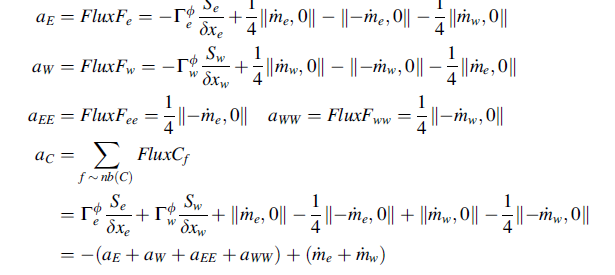 a_E = FluxF_e = −Γ_e^ϕ S_e/δx_e + 1/4 ‖ṁ_e, 0‖ − ‖−ṁ_e, 0‖ − 1/4 ‖ṁ_w, 0‖
a_W = FluxF_w = −Γ_w^ϕ S_w/δx_w + 1/4 ‖ṁ_w, 0‖ − ‖−ṁ_w, 0‖ − 1/4 ‖ṁ_e, 0‖
a_EE = FluxF_ee = 1/4 ‖−ṁ_e, 0‖ a_WW = FluxF_ww = 1/4 ‖−ṁ_w, 0‖
a_C = ∑_{f∼nb(C)} FluxC_f
= Γ_e^ϕ S_e/δx_e + Γ_w^ϕ S_w/δx_w + ‖ṁ_e, 0‖ − 1/4 ‖−ṁ_e, 0‖ + ‖ṁ_w, 0‖ − 1/4 ‖−ṁ_w, 0‖
= −(a_E + a_W + a_EE + a_WW) + (ṁ_e + ṁ_w)